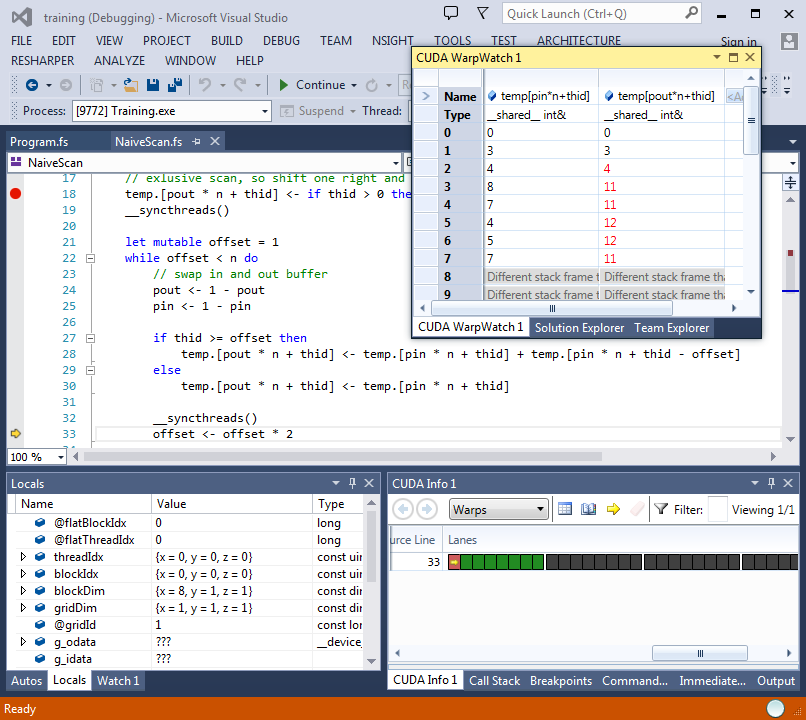 training (Debugging) - Microsoft Visual Studio
Quick Launch (Ctrl+Q)
FILE EDIT VIEW PROJECT BUILD DEBUG TEAM NSIGHT TOOLS TEST ARCHITECTURE
Sign in
RESHARPER ANALYZE WINDOW HELP
Continue
Process: [9772] Training.exe Suspend Thread:
CUDA WarpWatch 1
Name temp[pin*n+thid] temp[pout*n+thid] <Ac
Type __shared__ int& __shared__ int&
0 0 0
1 3 3
2 4 4
3 8 11
4 7 11
5 4 12
6 5 12
7 7 11
8 Different stack frame t Different stack frame tha
9 Different stack frame t Different stack frame tha
CUDA WarpWatch 1 Solution Explorer Team Explorer
Program.fs NaiveScan.fs
NaiveScan
17 // exlusive scan, so shift one right and
18 temp.[pout * n + thid] <- if thid > 0 the
19 __syncthreads()
20
21 let mutable offset = 1
22 while offset < n do
23 // swap in and out buffer
24 pout <- 1 - pout
25 pin <- 1 - pin
26
27 if thid >= offset then
28 temp.[pout * n + thid] <- temp.[pin * n + thid] + temp.[pin * n + thid - offset]
29 else
30 temp.[pout * n + thid] <- temp.[pin * n + thid]
31
32 __syncthreads()
33 offset <- offset * 2
100 %
Locals
Name Value Type
@flatBlockIdx 0 long
@flatThreadIdx 0 long
threadIdx {x = 0, y = 0, z = 0} const uin
blockIdx {x = 0, y = 0, z = 0} const uin
blockDim {x = 8, y = 1, z = 1} const din
gridDim {x = 1, y = 1, z = 1} const din
@gridId 1 const lon
g_odata ??? __device_
g_idata ???
Autos Locals Watch 1
CUDA Info 1
Warps Filter: Viewing 1/1
urce Line Lanes
33
CUDA Info 1 Call Stack Breakpoints Command... Immediate... Output
Ready